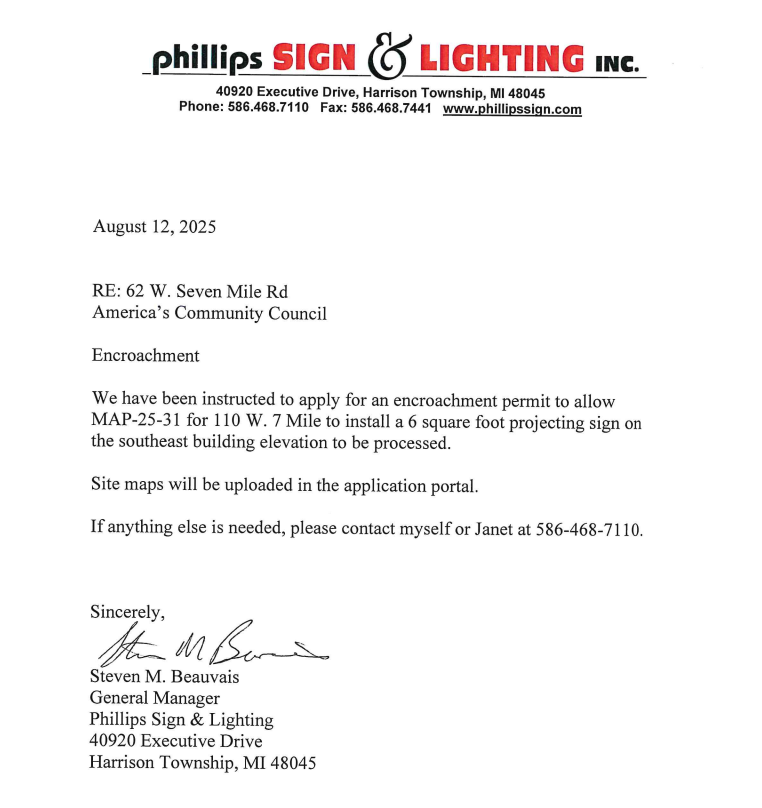 phillips SIGN & LIGHTING INC.
40920 Executive Drive, Harrison Township, MI 48045
Phone: 586.468.7110 Fax: 586.468.7441 www.phillipssign.com
August 12, 2025
RE: 62 W. Seven Mile Rd
America's Community Council
Encroachment
We have been instructed to apply for an encroachment permit to allow
MAP-25-31 for 110 W. 7 Mile to install a 6 square foot projecting sign on
the southeast building elevation to be processed.
Site maps will be uploaded in the application portal.
If anything else is needed, please contact myself or Janet at 586-468-7110.
Sincerely,
Steven M. Beauvais
General Manager
Phillips Sign & Lighting
40920 Executive Drive
Harrison Township, MI 48045